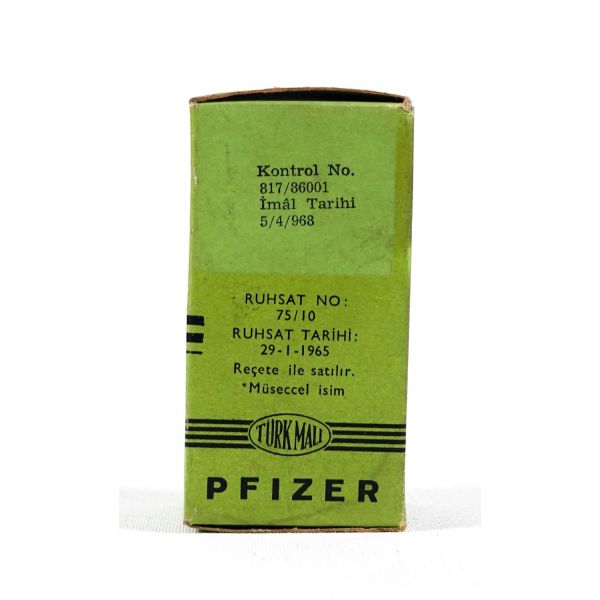 Kontrol No.
817/86001
İmâl Tarihi
5/4/968
RUHSAT NO:
75/10
RUHSAT TARİHİ:
29-1-1965
Reçete ile satılır.
*Müseccel isim
TÜRK MALI
PFIZER